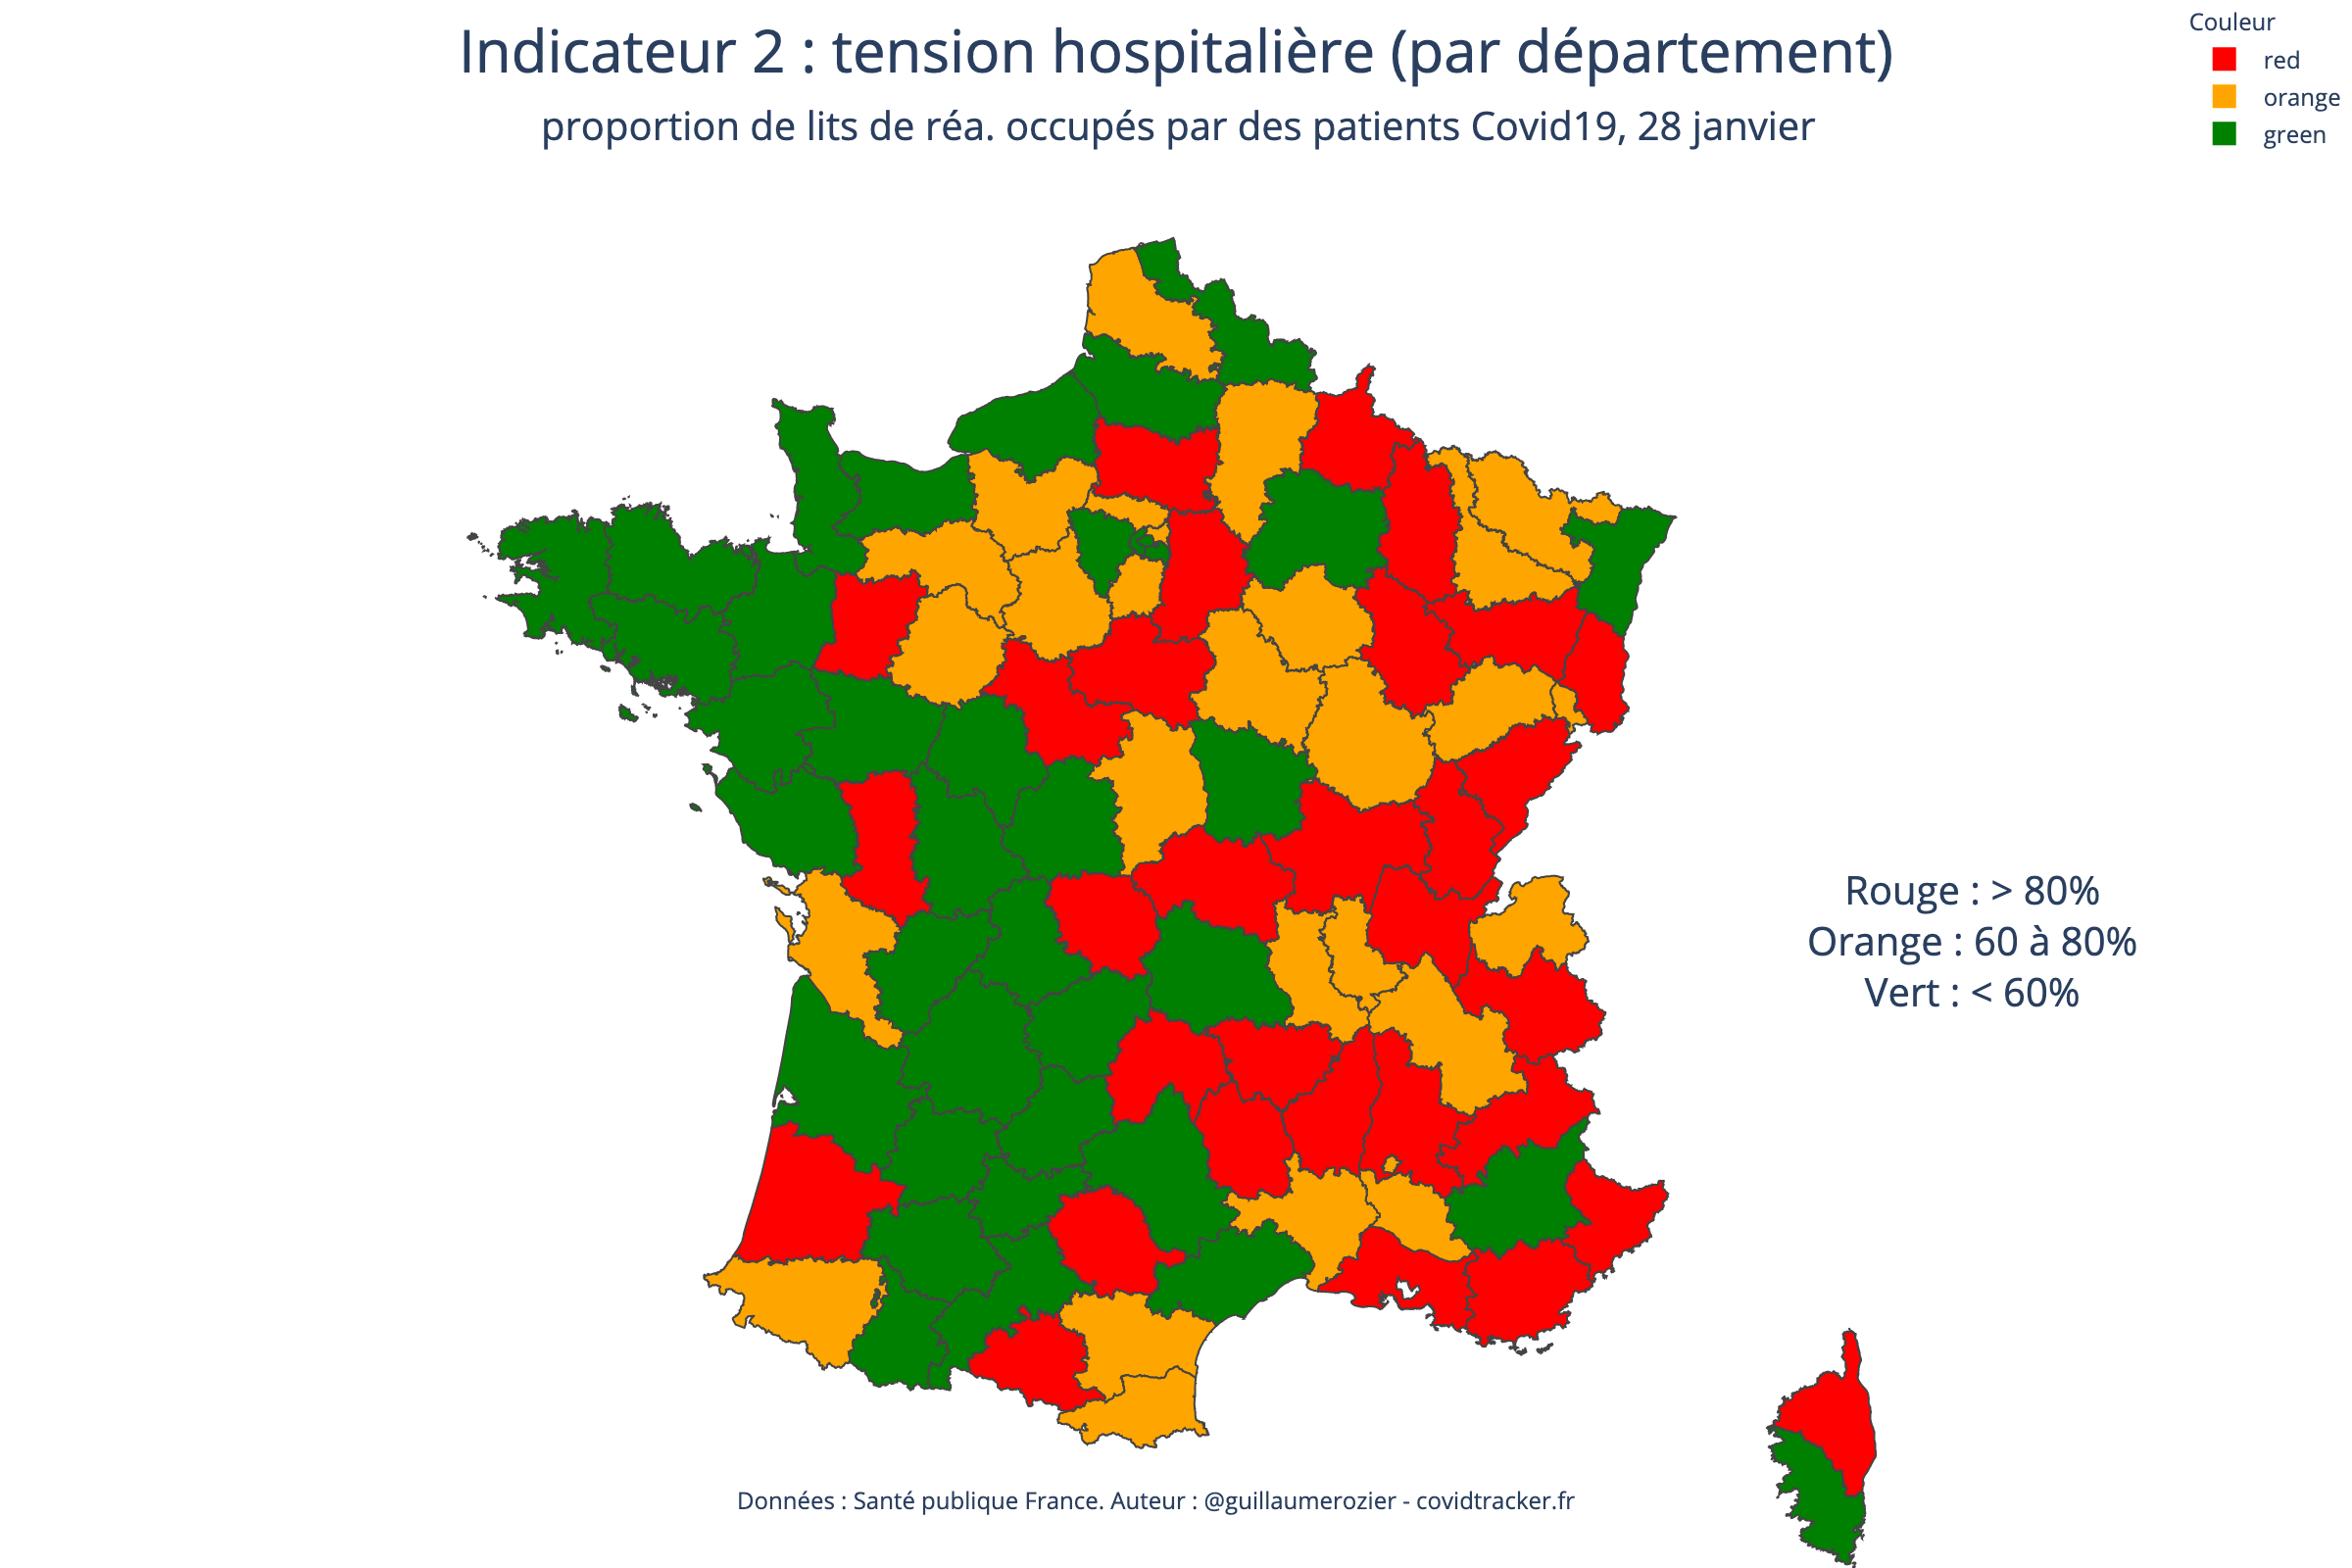 Indicateur 2 : tension hospitalière (par département)
proportion de lits de réa. occupés par des patients Covid19, 28 janvier
Couleur
red
orange
green
Rouge : > 80%
Orange : 60 à 80%
Vert : < 60%
Données : Santé publique France. Auteur : @guillaumerozier - covidtracker.fr